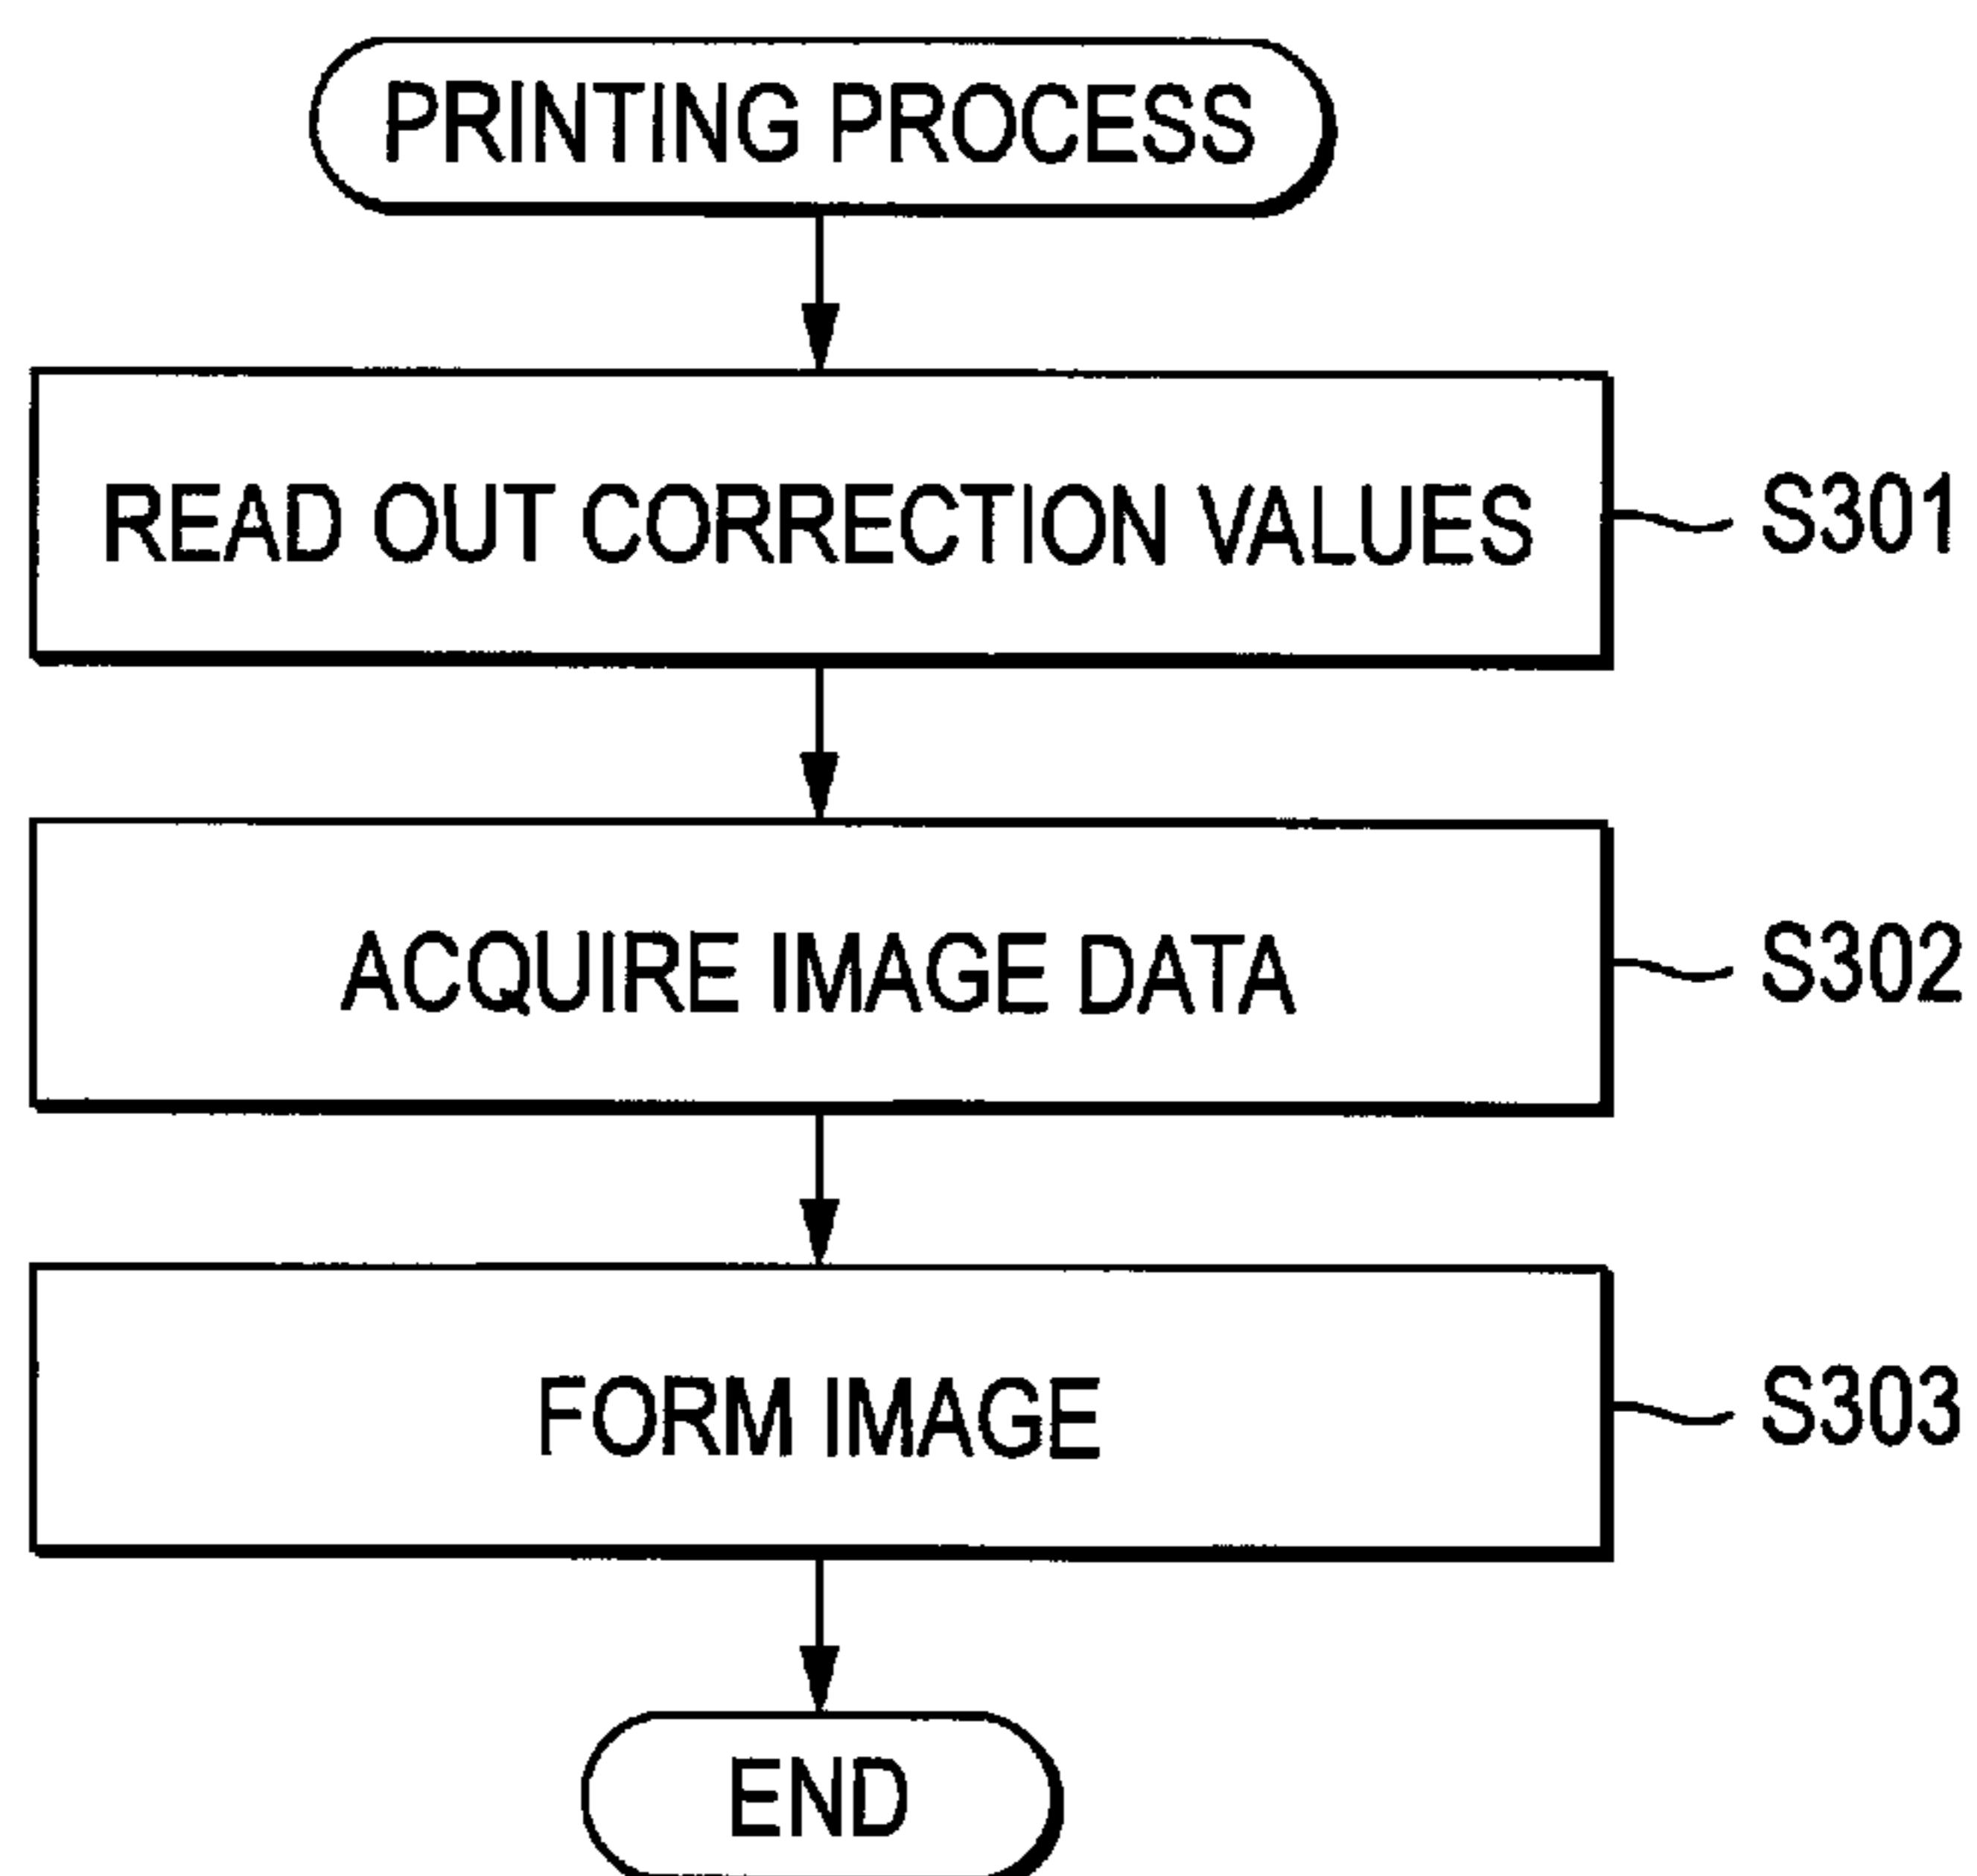 PRINTING PROCESS
READ OUT CORRECTION VALUES
S301
ACQUIRE IMAGE DATA
S302
FORM IMAGE
S303
END